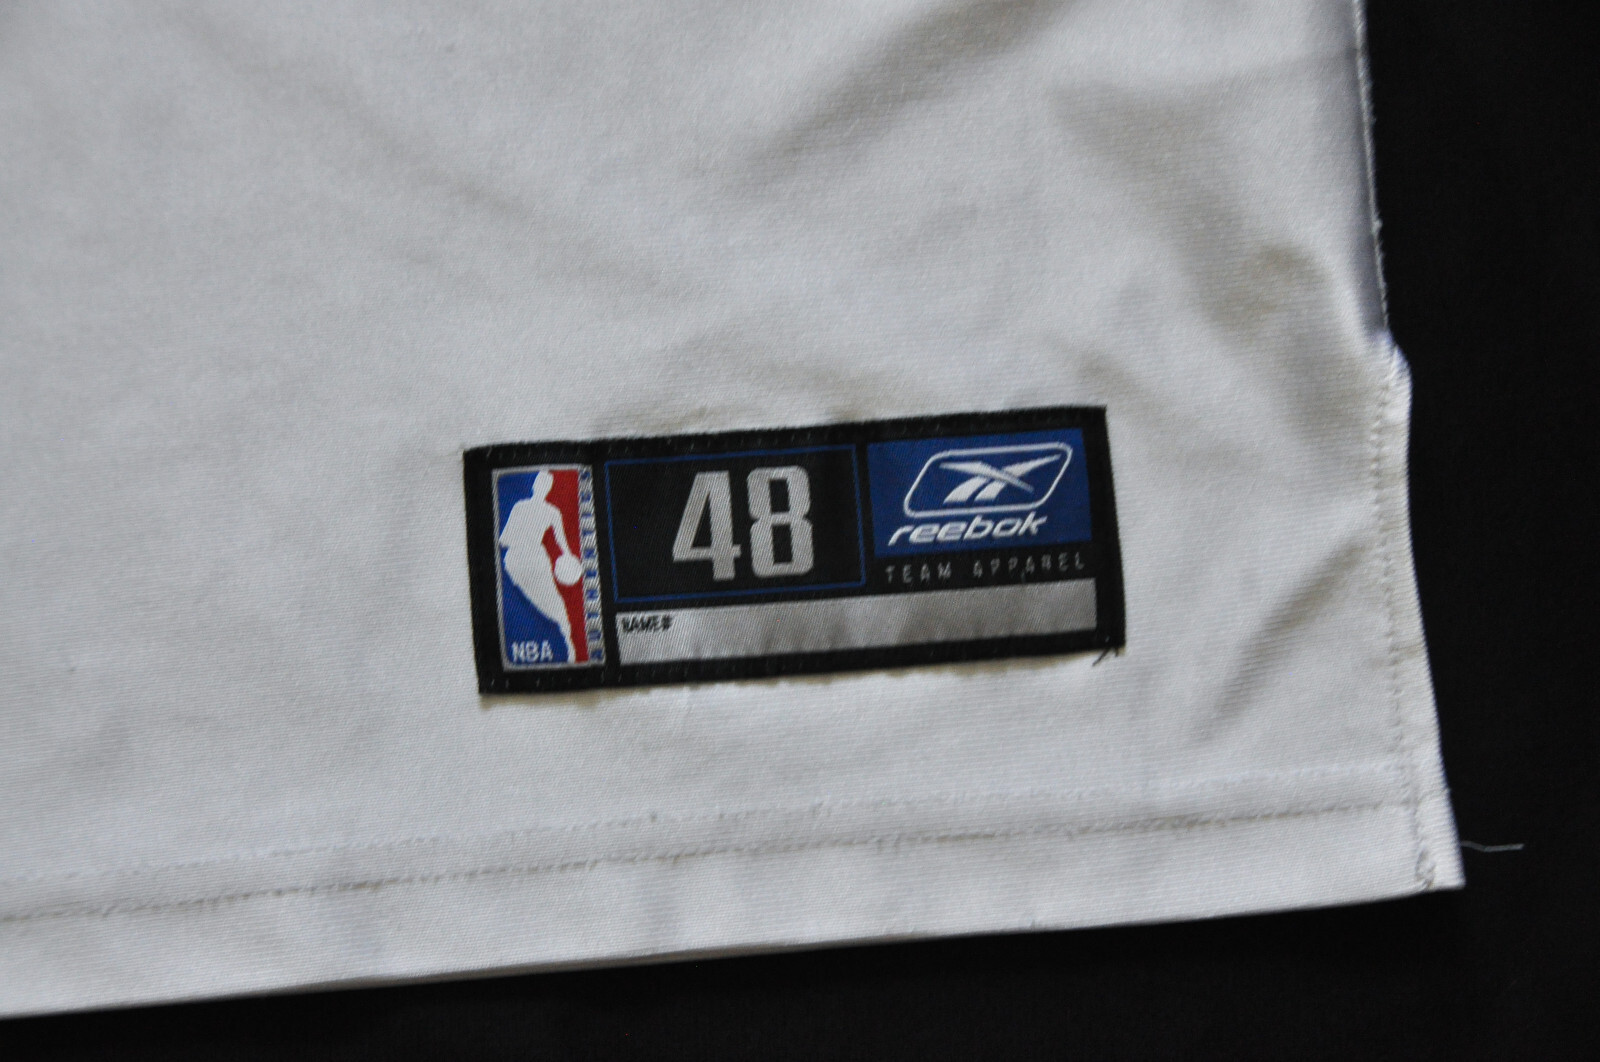 NBA
AUTHENTICS
48
reebok
TEAM APPAREL
NAME#